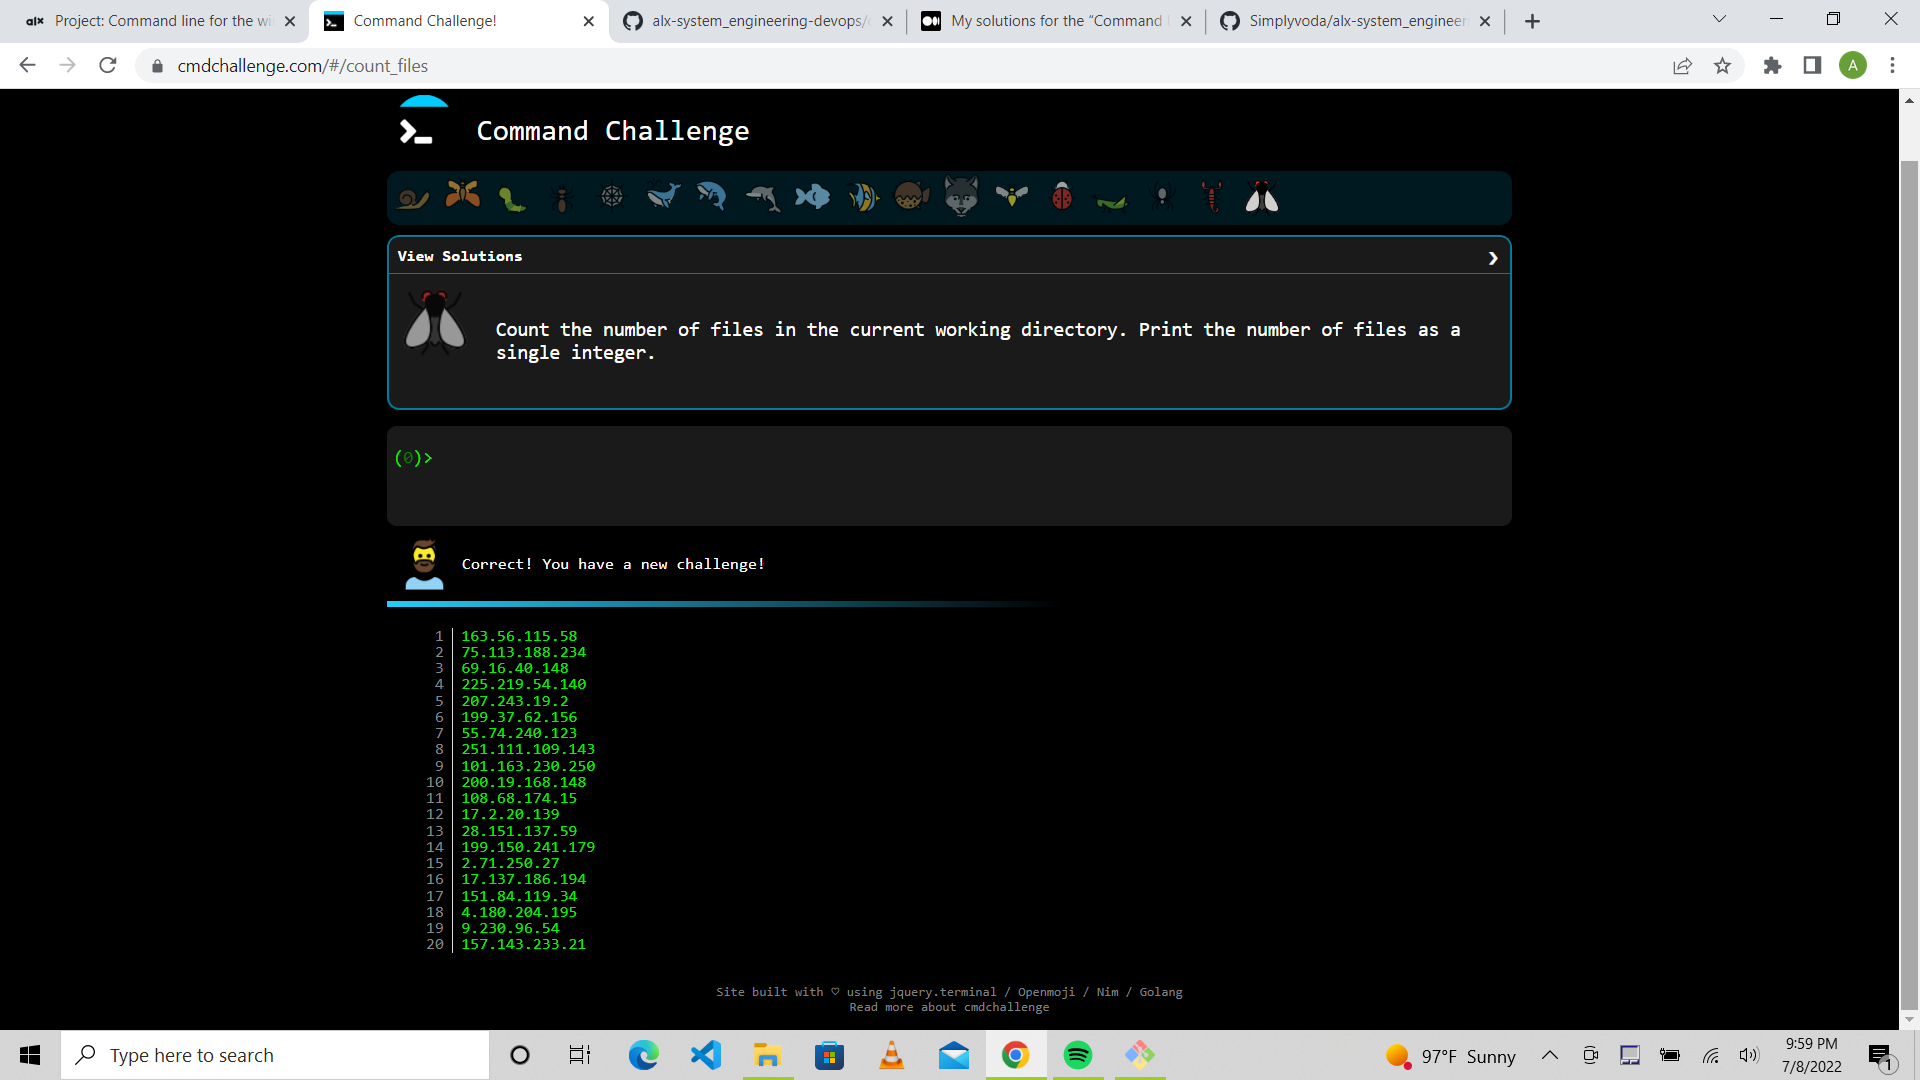 alx Project: Command line for the wi
Command Challenge!
alx-system_engineering-devops/
My solutions for the “Command
Simplyvoda/alx-system_engineer
cmdchallenge.com/#/count_files
A
Command Challenge
View Solutions
Count the number of files in the current working directory. Print the number of files as a
single integer.
(0)>
Correct! You have a new challenge!
1 163.56.115.58
2 75.113.188.234
3 69.16.40.148
4 225.219.54.140
5 207.243.19.2
6 199.37.62.156
7 55.74.240.123
8 251.111.109.143
9 101.163.230.250
10 200.19.168.148
11 108.68.174.15
12 17.2.20.139
13 28.151.137.59
14 199.150.241.179
15 2.71.250.27
16 17.137.186.194
17 151.84.119.34
18 4.180.204.195
19 9.230.96.54
20 157.143.233.21
Site built with ♡ using jquery.terminal / Openmoji / Nim / Golang
Read more about cmdchallenge
Type here to search
97°F Sunny
9:59 PM
7/8/2022
1